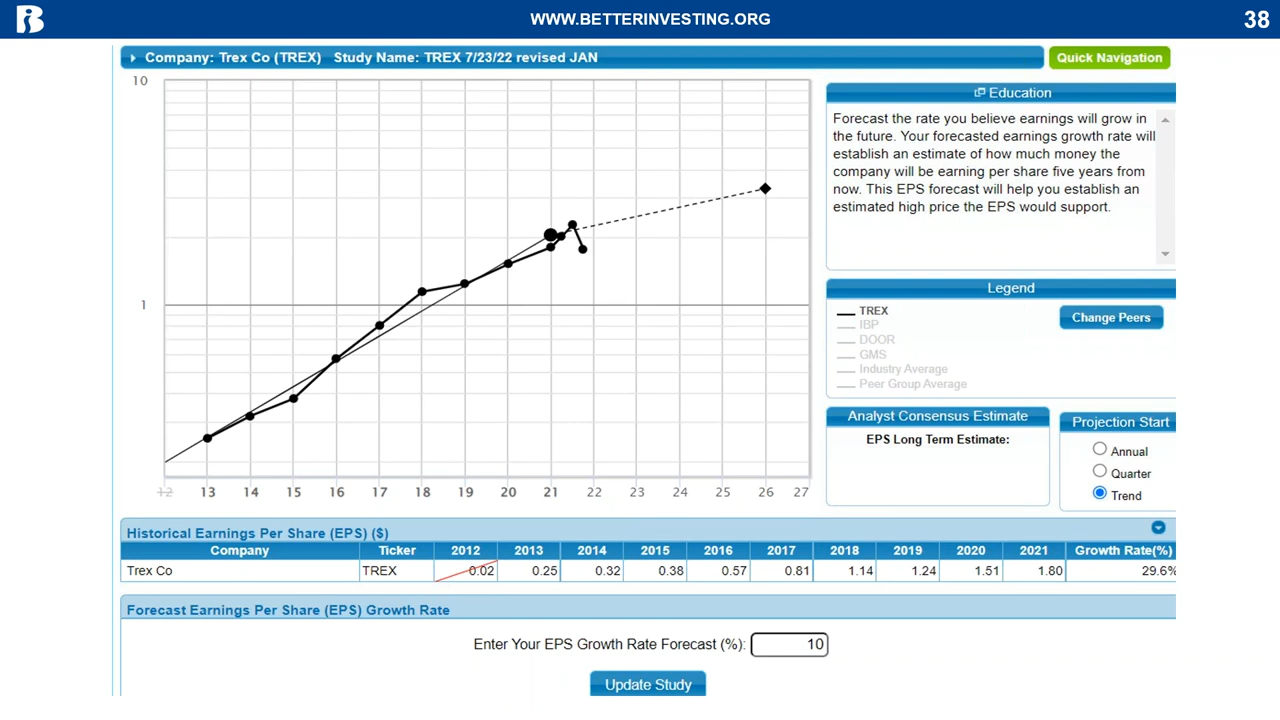 WWW.BETTERINVESTING.ORG
38
Company: Trex Co (TREX) Study Name: TREX 7/23/22 revised JAN
Quick Navigation
10
1
12 13 14 15 16 17 18 19 20 21 22 23 24 25 26 27
Education
Forecast the rate you believe earnings will grow in
the future. Your forecasted earnings growth rate will
establish an estimate of how much money the
company will be earning per share five years from
now. This EPS forecast will help you establish an
estimated high price the EPS would support.
Legend
TREX
IBP
DOOR
GMS
Industry Average
Peer Group Average
Change Peers
Analyst Consensus Estimate
EPS Long Term Estimate:
Projection Start
Annual
Quarter
Trend
Historical Earnings Per Share (EPS) ($)
Company Ticker 2012 2013 2014 2015 2016 2017 2018 2019 2020 2021 Growth Rate(%)
Trex Co TREX 0.02 0.25 0.32 0.38 0.57 0.81 1.14 1.24 1.51 1.80 29.6%
Forecast Earnings Per Share (EPS) Growth Rate
Enter Your EPS Growth Rate Forecast (%): 10
Update Study